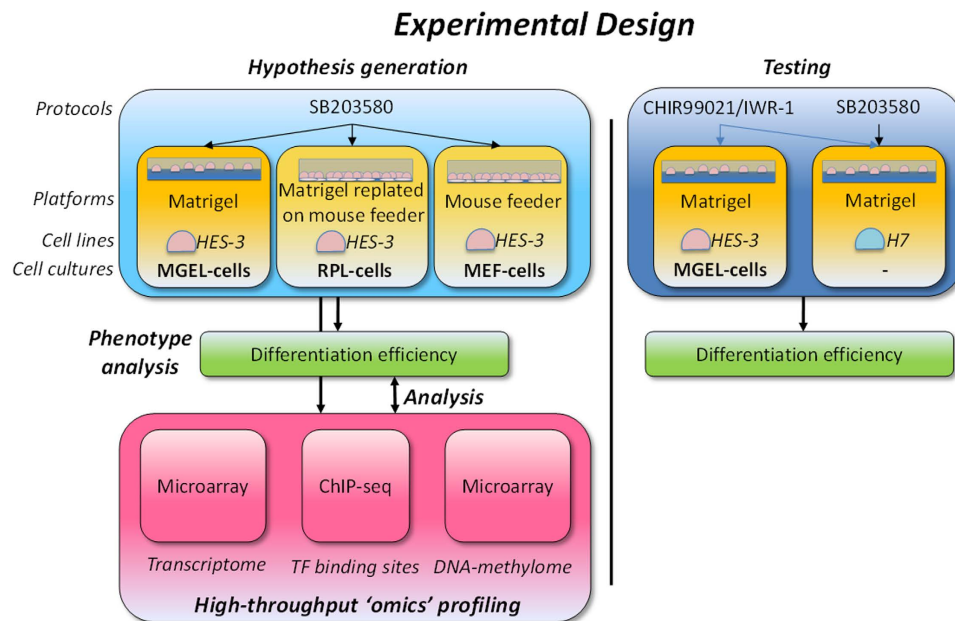 Experimental Design
Hypothesis generation
Testing
Protocols
SB203580
CHIR99021/IWR-1
SB203580
Platforms
Matrigel
Matrigel replated
on mouse feeder
Mouse feeder
Matrigel
Matrigel
Cell lines
HES-3
HES-3
HES-3
HES-3
H7
Cell cultures
MGEL-cells
RPL-cells
MEF-cells
MGEL-cells
-
Phenotype
analysis
Differentiation efficiency
Differentiation efficiency
Analysis
Microarray
ChIP-seq
Microarray
Transcriptome
TF binding sites
DNA-methylome
High-throughput ‘omics’ profiling